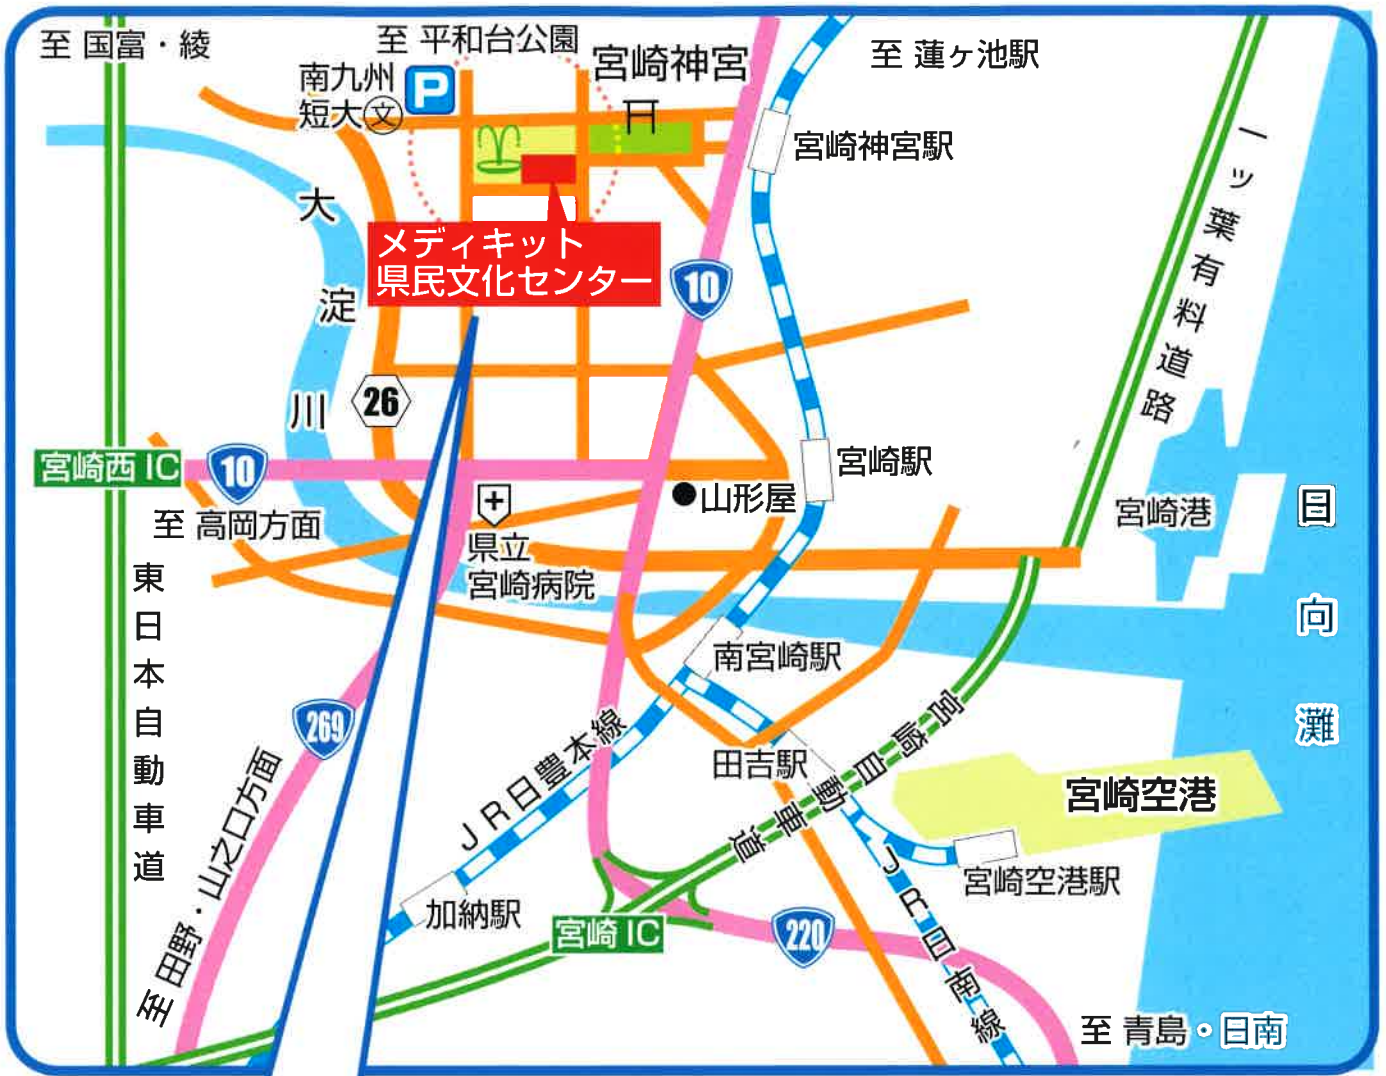 至 国富・綾
至 平和台公園
南九州
短大文
P
宮崎神宮
至 蓮ヶ池駅
宮崎神宮駅
一ッ葉有料道路
大淀川
メディキット
県民文化センター
10
26
宮崎西 IC
10
至 高岡方面
宮崎駅
山形屋
宮崎港
日向灘
県立
宮崎病院
東日本自動車道
南宮崎駅
269
至 田野・山之口方面
JR日豊本線
田吉駅
宮崎自動車道
宮崎空港
宮崎空港駅
加納駅
宮崎 IC
220
JR日南線
至 青島・日南